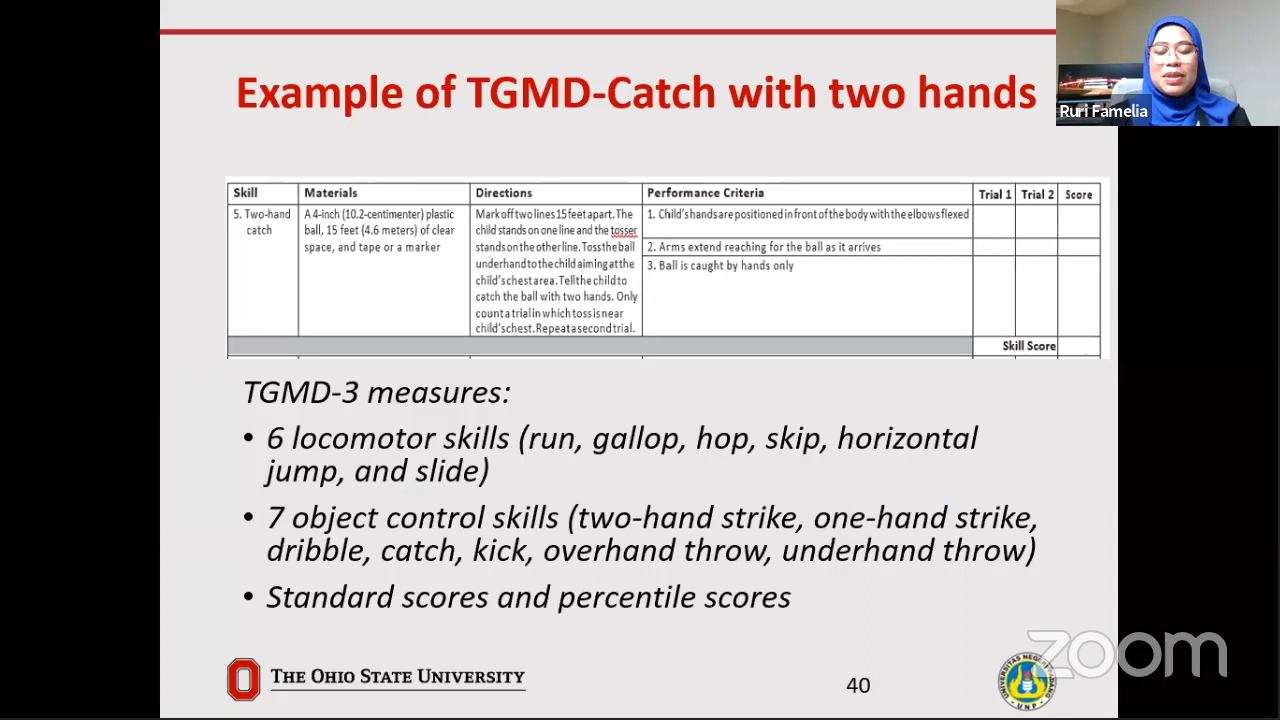 Example of TGMD-Catch with two hands
Ruri Famelia
Skill Materials Directions Performance Criteria Trial 1 Trial 2 Score
5. Two-hand catch
A 4-inch (10.2-centimenter) plastic
ball, 15 feet (4.6 meters) of clear
space, and tape or a marker
Mark off two lines 15 feet apart. The
child stands on one line and the tosser
stands on the other line. Toss the ball
underhand to the child aiming at the
child's chest area. Tell the child to
catch the ball with two hands. Only
count a trial in which toss is near
child's chest. Repeat a second trial.
1. Child's hands are positioned in front of the body with the elbows flexed
2. Arms extend reaching for the ball as it arrives
3. Ball is caught by hands only
Skill Score
TGMD-3 measures:
• 6 locomotor skills (run, gallop, hop, skip, horizontal
jump, and slide)
• 7 object control skills (two-hand strike, one-hand strike,
dribble, catch, kick, overhand throw, underhand throw)
• Standard scores and percentile scores
THE OHIO STATE UNIVERSITY
40
UNP
zoom